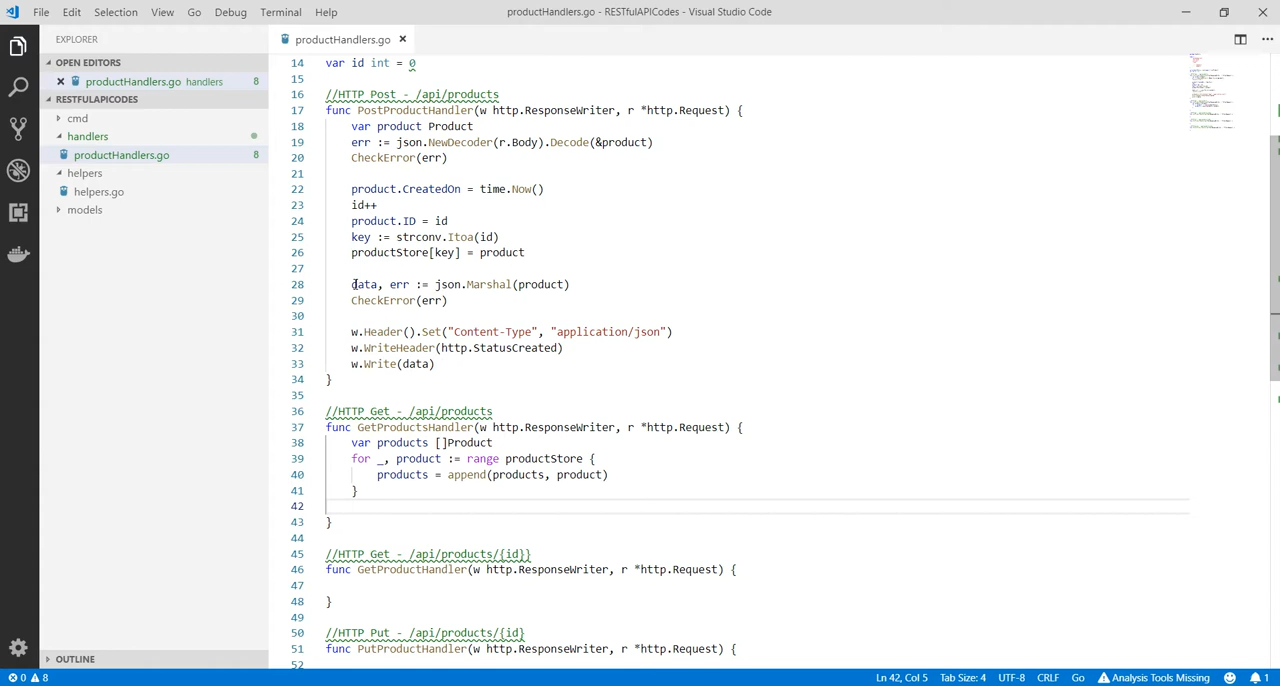 File Edit Selection View Go Debug Terminal Help
productHandlers.go - RESTfulAPICodes - Visual Studio Code
EXPLORER
OPEN EDITORS
productHandlers.go handlers 8
RESTFULAPICODES
cmd
handlers
productHandlers.go 8
helpers
helpers.go
models
OUTLINE
productHandlers.go
14 var id int = 0
15
16 //HTTP Post - /api/products
17 func PostProductHandler(w http.ResponseWriter, r *http.Request) {
18 var product Product
19 err := json.NewDecoder(r.Body).Decode(&product)
20 CheckError(err)
21
22 product.CreatedOn = time.Now()
23 id++
24 product.ID = id
25 key := strconv.Itoa(id)
26 productStore[key] = product
27
28 data, err := json.Marshal(product)
29 CheckError(err)
30
31 w.Header().Set("Content-Type", "application/json")
32 w.WriteHeader(http.StatusCreated)
33 w.Write(data)
34 }
35
36 //HTTP Get - /api/products
37 func GetProductsHandler(w http.ResponseWriter, r *http.Request) {
38 var products []Product
39 for _, product := range productStore {
40 products = append(products, product)
41 }
42
43 }
44
45 //HTTP Get - /api/products/{id}}
46 func GetProductHandler(w http.ResponseWriter, r *http.Request) {
47
48 }
49
50 //HTTP Put - /api/products/{id}
51 func PutProductHandler(w http.ResponseWriter, r *http.Request) {
52
0 8 Ln 42, Col 5 Tab Size: 4 UTF-8 CRLF Go Analysis Tools Missing 1